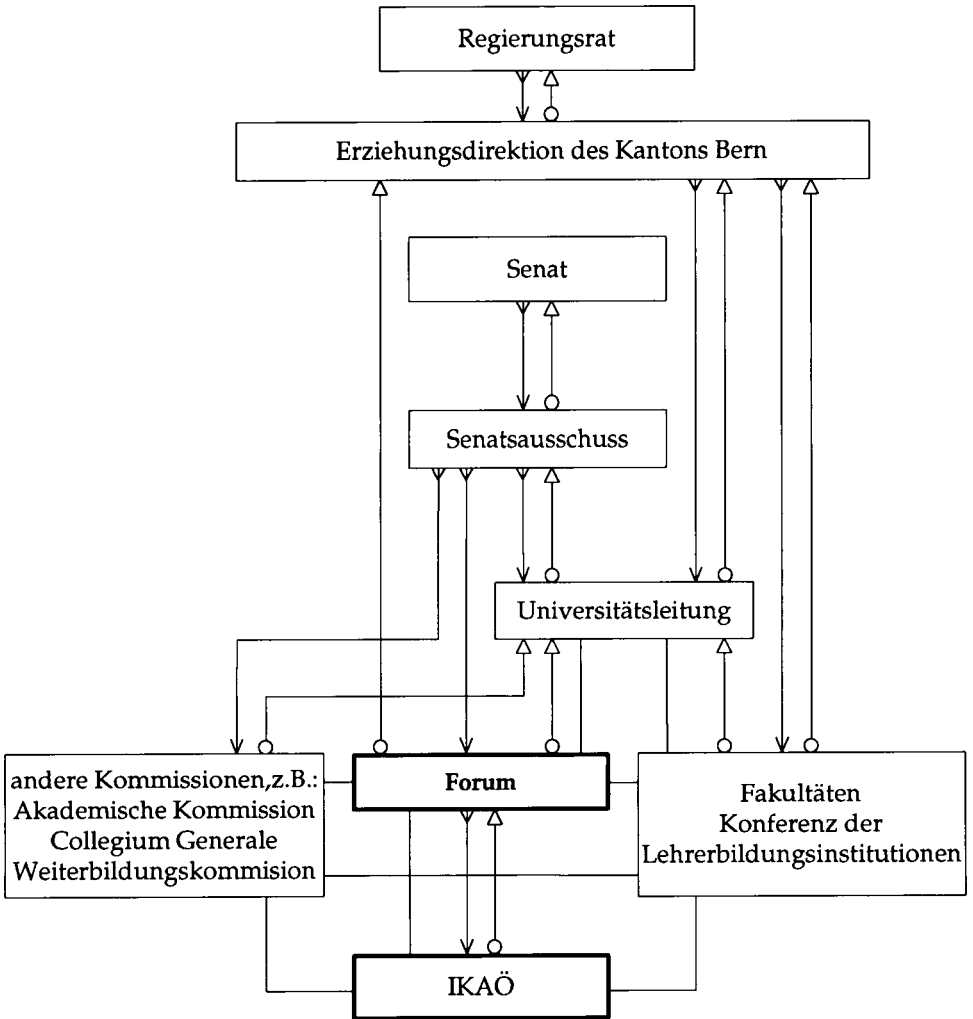 Regierungsrat
Erziehungsdirektion des Kantons Bern
Senat
Senatsausschuss
Universitätsleitung
andere Kommissionen,z.B.:
Akademische Kommission
Collegium Generale
Weiterbildungskommision
Forum
Fakultäten
Konferenz der
Lehrerbildungsinstitutionen
IKAÖ